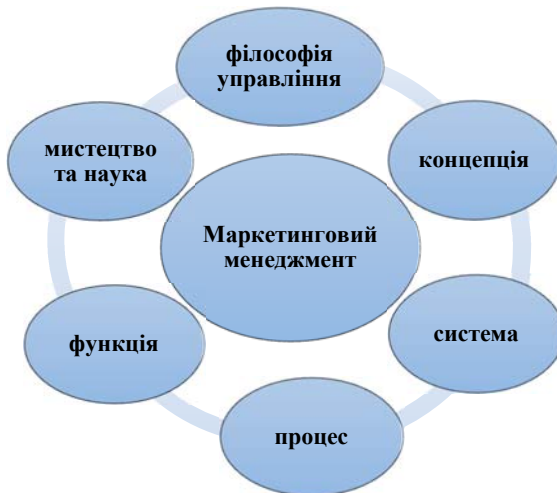 філософія
управління
мистецтво
та наука
концепція
Маркетинговий
менеджмент
функція
система
процес